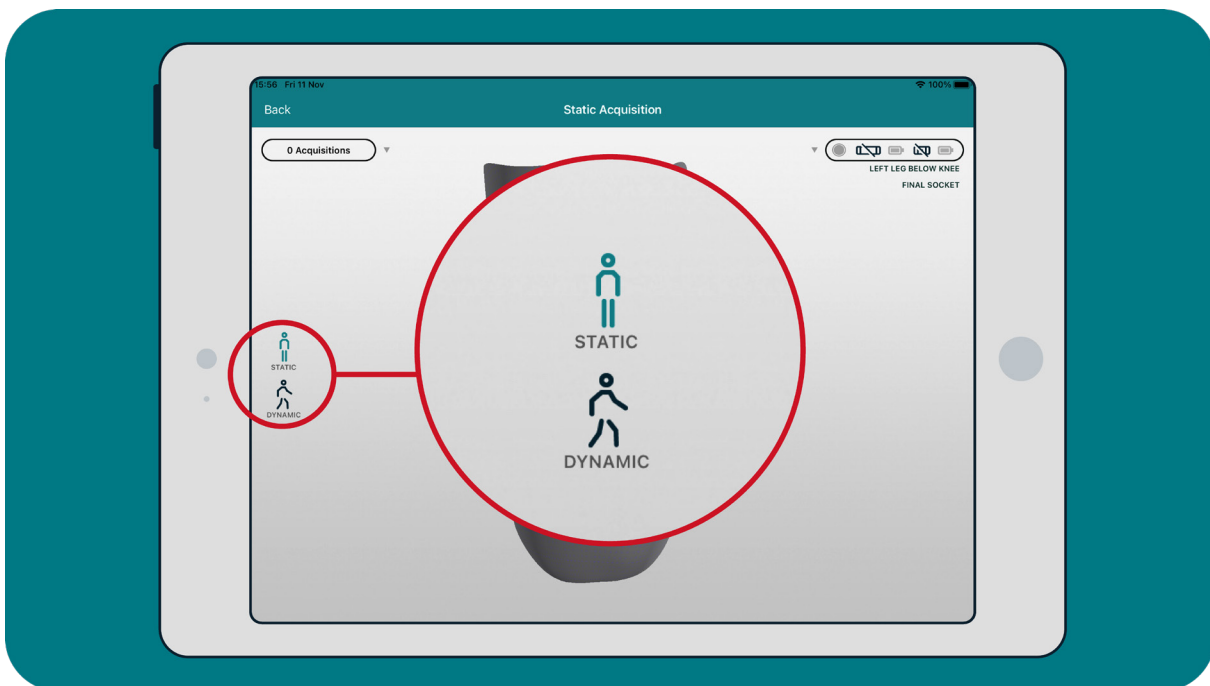 15:56 Fri 11 Nov
100%
Back
Static Acquisition
0 Acquisitions
LEFT LEG BELOW KNEE
FINAL SOCKET
STATIC
DYNAMIC
STATIC
DYNAMIC